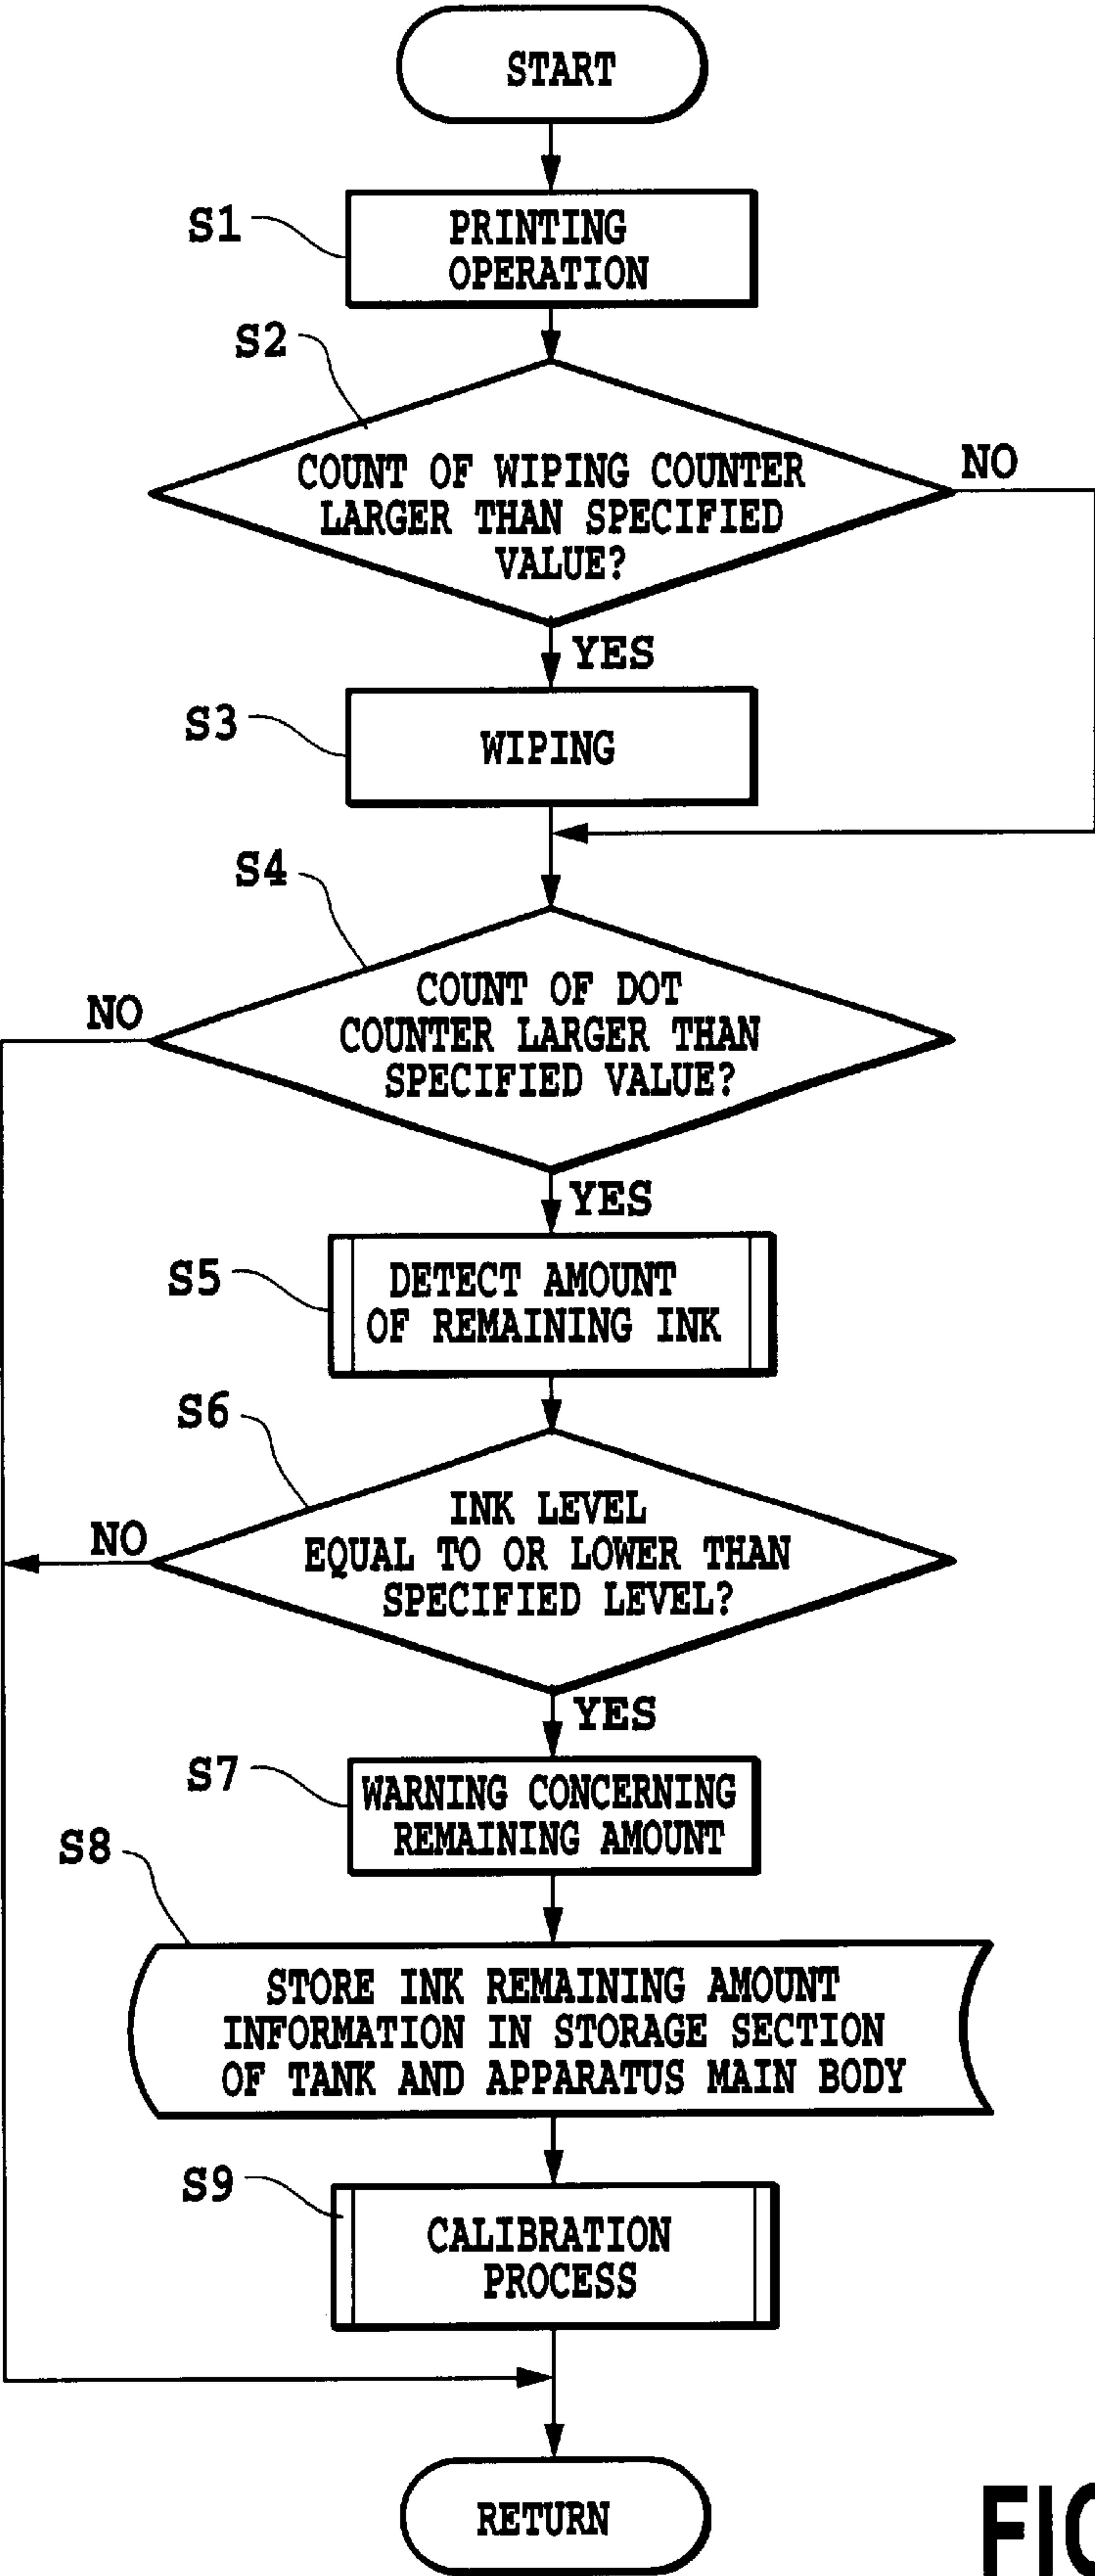 START
S1
PRINTING
OPERATION
S2
COUNT OF WIPING COUNTER
LARGER THAN SPECIFIED
VALUE?
NO
YES
S3
WIPING
S4
COUNT OF DOT
COUNTER LARGER THAN
SPECIFIED VALUE?
NO
YES
S5
DETECT AMOUNT
OF REMAINING INK
S6
INK LEVEL
EQUAL TO OR LOWER THAN
SPECIFIED LEVEL?
NO
YES
S7
WARNING CONCERNING
REMAINING AMOUNT
S8
STORE INK REMAINING AMOUNT
INFORMATION IN STORAGE SECTION
OF TANK AND APPARATUS MAIN BODY
S9
CALIBRATION
PROCESS
RETURN